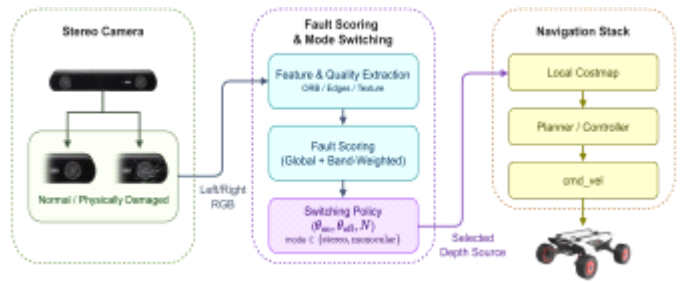 Stereo Camera
Normal / Physically Damaged
Left/Right
RGB
Fault Scoring
& Mode Switching
Feature & Quality Extraction
ORB / Edges / Texture
Fault Scoring
(Global + Band-Weighted)
Switching Policy
(θon, θoff, N)
mode ∈ {stereo, monocular}
Selected
Depth Source
Navigation Stack
Local Costmap
Planner / Controller
cmd_vel